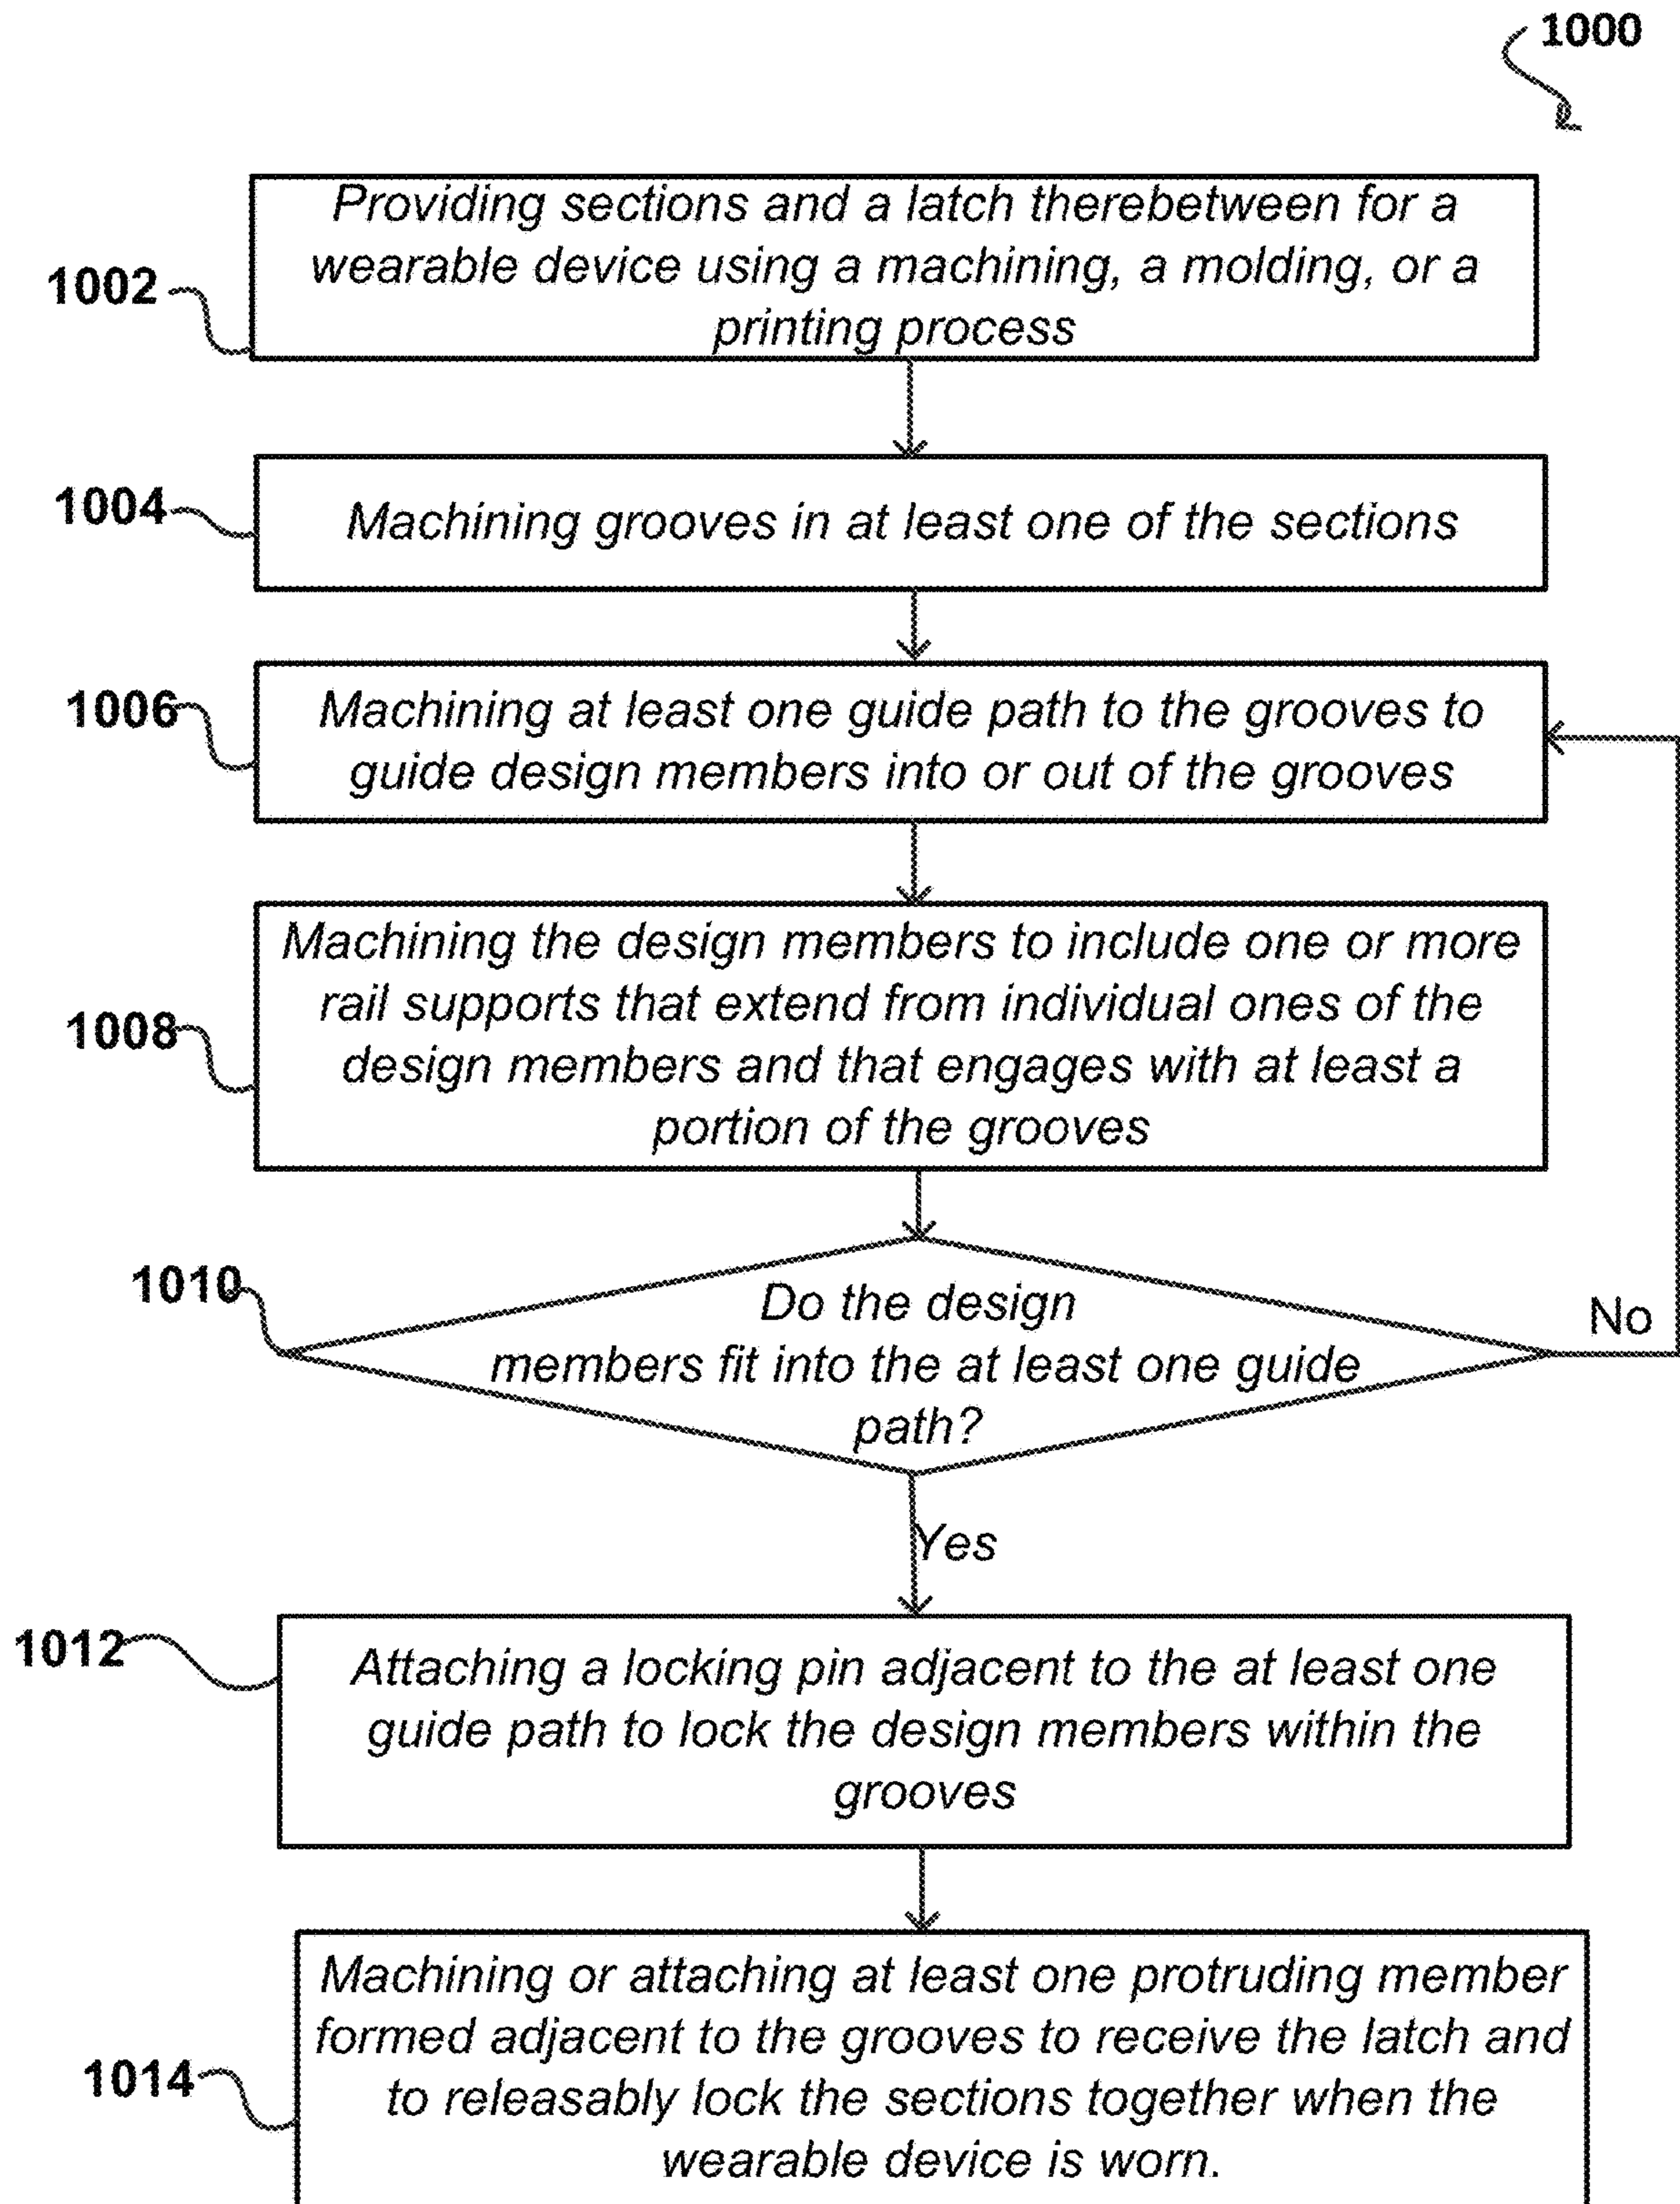 1000
Providing sections and a latch therebetween for a
wearable device using a machining, a molding, or a
printing process
1002
1004
Machining grooves in at least one of the sections
1006
Machining at least one guide path to the grooves to
guide design members into or out of the grooves
Machining the design members to include one or more
rail supports that extend from individual ones of the
design members and that engages with at least a
portion of the grooves
1008
1010
Do the design
members fit into the at least one guide
path?
No
Yes
1012
Attaching a locking pin adjacent to the at least one
guide path to lock the design members within the
grooves
Machining or attaching at least one protruding member
formed adjacent to the grooves to receive the latch and
to releasably lock the sections together when the
wearable device is worn.
1014